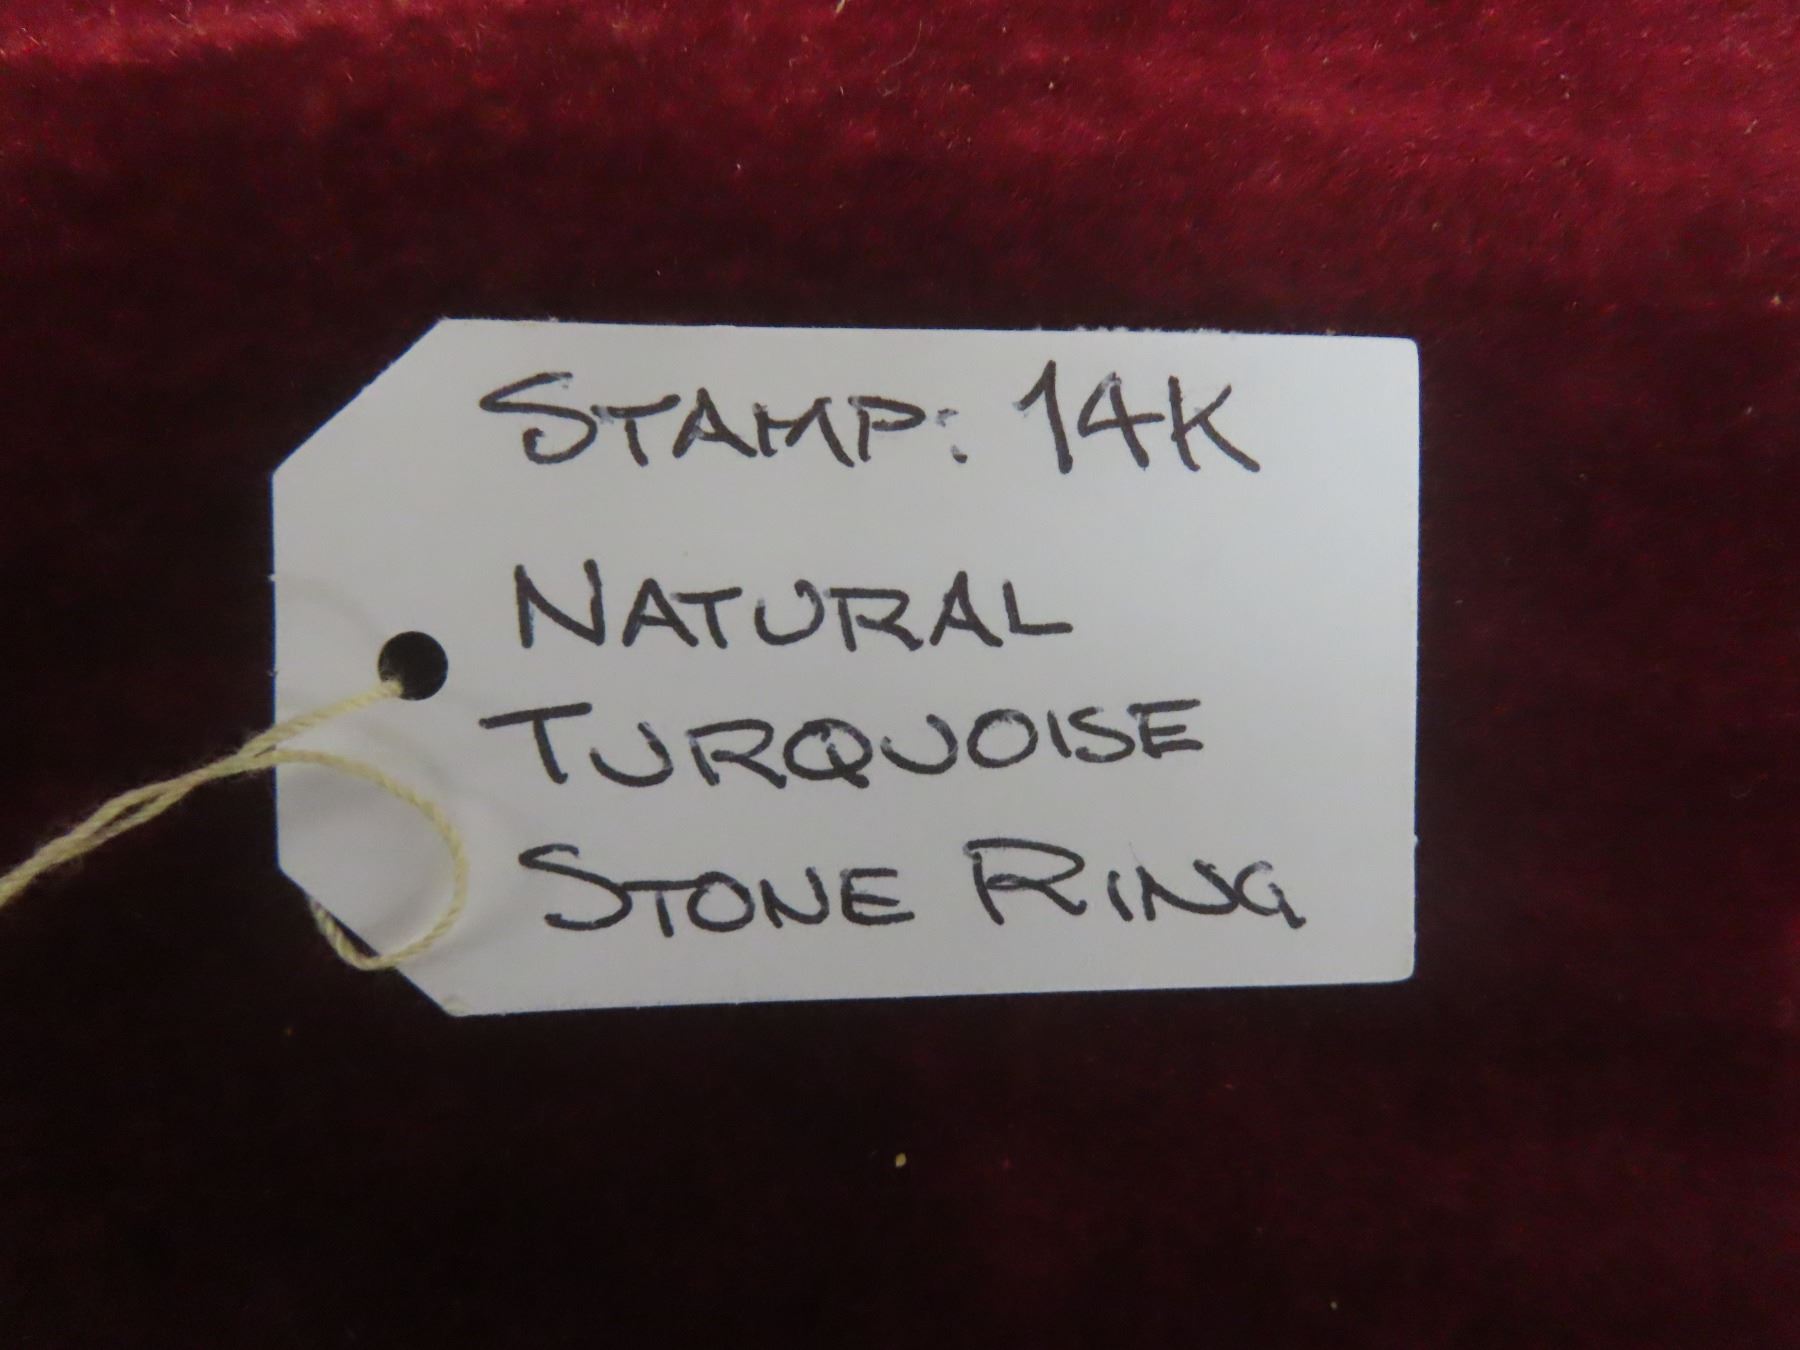 STAMP: 14K
NATURAL
TURQUOISE
STONE RING